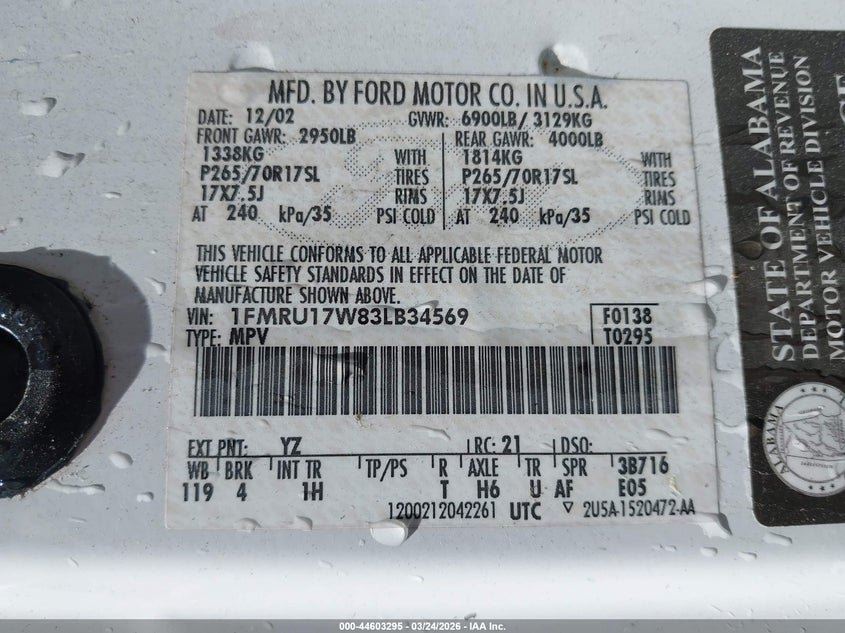 MFD. BY FORD MOTOR CO. IN U.S.A.
DATE: 12/02 GVWR: 6900LB/ 3129KG
FRONT GAWR: 2950LB REAR GAWR: 4000LB
1338KG WITH 1814KG WITH
P265/70R17SL TIRES P265/70R17SL TIRES
17X7.5J RIMS 17X7.5J RIMS
AT 240 kPa/35 PSI COLD AT 240 kPa/35 PSI COLD
THIS VEHICLE CONFORMS TO ALL APPLICABLE FEDERAL MOTOR
VEHICLE SAFETY STANDARDS IN EFFECT ON THE DATE OF
MANUFACTURE SHOWN ABOVE.
VIN: 1FMRU17W83LB34569 F0138
TYPE: MPV T0295
EXT PNT: YZ RC: 21 DSO:
WB BRK INT TR TP/PS R AXLE TR SPR 3B716
119 4 1H T H6 U AF E05
1200212042261 UTC ▽ 2U5A-1520472-AA
STATE OF ALABAMA
DEPARTMENT OF REVENUE
MOTOR VEHICLE DIVISION
ALABAMA
000-44603295 - 03/24/2026 - IAA Inc.